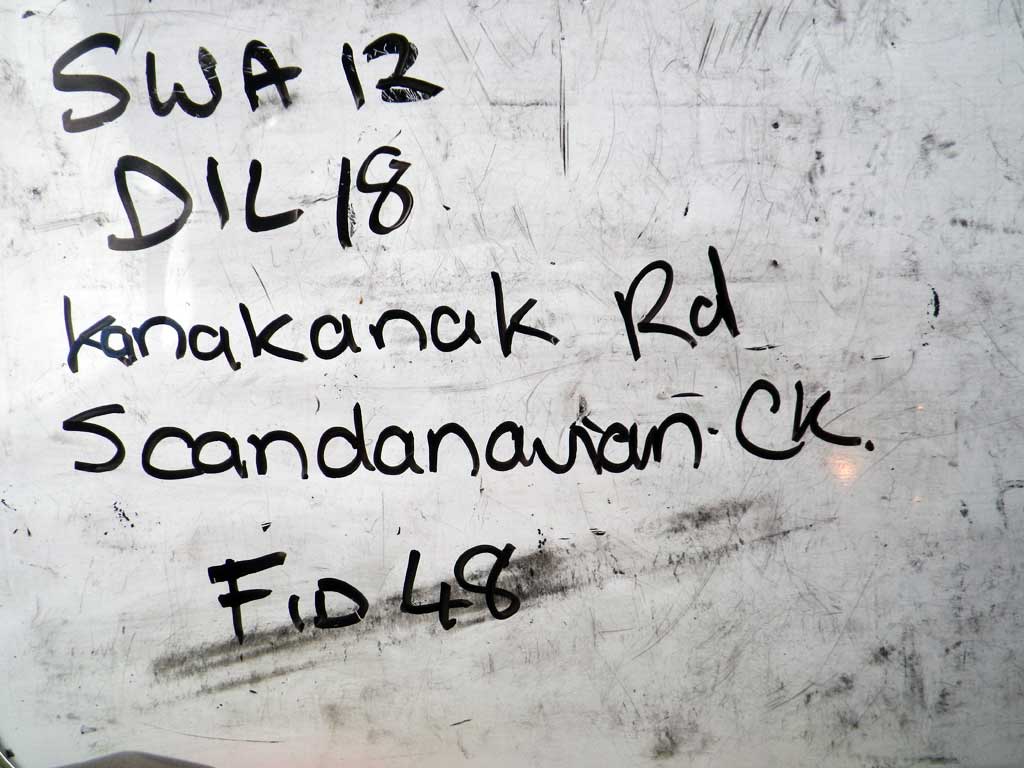 SWA 12
DIL 18
Kanakanak Rd
Scandanavian Ck.
FID 48